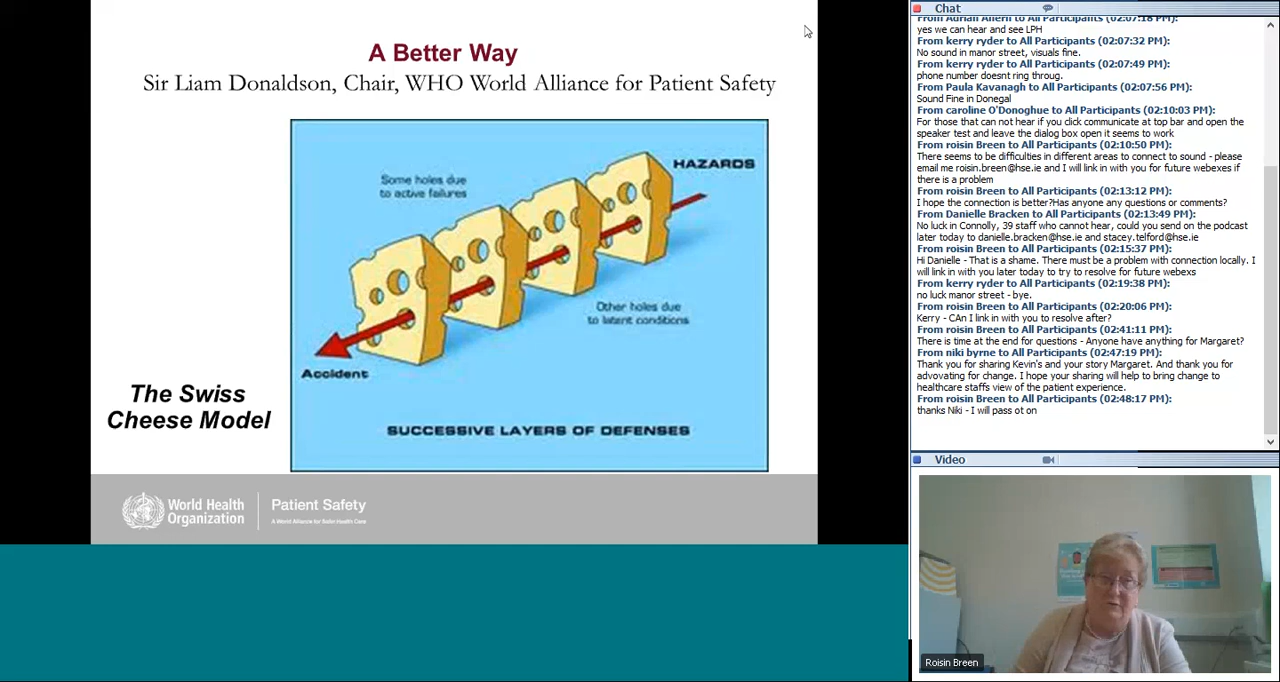 A Better Way
Sir Liam Donaldson, Chair, WHO World Alliance for Patient Safety
Some holes due
to active failures
HAZARDS
Other holes due
to latent conditions
Accident
The Swiss
Cheese Model
SUCCESSIVE LAYERS OF DEFENSES
World Health
Organization
Patient Safety
A World Alliance for Safer Health Care
Chat
From Adrian Ahern to All Participants (02:07:18 PM):
yes we can hear and see LPH
From kerry ryder to All Participants (02:07:32 PM):
No sound in manor street, visuals fine.
From kerry ryder to All Participants (02:07:49 PM):
phone number doesnt ring throug.
From Paula Kavanagh to All Participants (02:07:56 PM):
Sound Fine in Donegal
From caroline O'Donoghue to All Participants (02:10:03 PM):
For those that can not hear if you click communicate at top bar and open the
speaker test and leave the dialog box open it seems to work
From roisin Breen to All Participants (02:10:50 PM):
There seems to be difficulties in different areas to connect to sound - please
email me roisin.breen@hse.ie and I will link in with you for future webexes if
there is a problem
From roisin Breen to All Participants (02:13:12 PM):
I hope the connection is better?Has anyone any questions or comments?
From Danielle Bracken to All Participants (02:13:49 PM):
No luck in Connolly, 39 staff who cannot hear, could you send on the podcast
later today to danielle.bracken@hse.ie and stacey.telford@hse.ie
From roisin Breen to All Participants (02:15:37 PM):
Hi Danielle - That is a shame. There must be a problem with connection locally. I
will link in with you later today to try to resolve for future webexs
From kerry ryder to All Participants (02:19:38 PM):
no luck manor street - bye.
From roisin Breen to All Participants (02:20:06 PM):
Kerry - CAn I link in with you to resolve after?
From roisin Breen to All Participants (02:41:11 PM):
There is time at the end for questions - Anyone have anything for Margaret?
From niki byrne to All Participants (02:47:19 PM):
Thank you for sharing Kevin's and your story Margaret. And thank you for
advovating for change. I hope your sharing will help to bring change to
healthcare staffs view of the patient experience.
From roisin Breen to All Participants (02:48:17 PM):
thanks Niki - I will pass ot on
Video
Roisin Breen